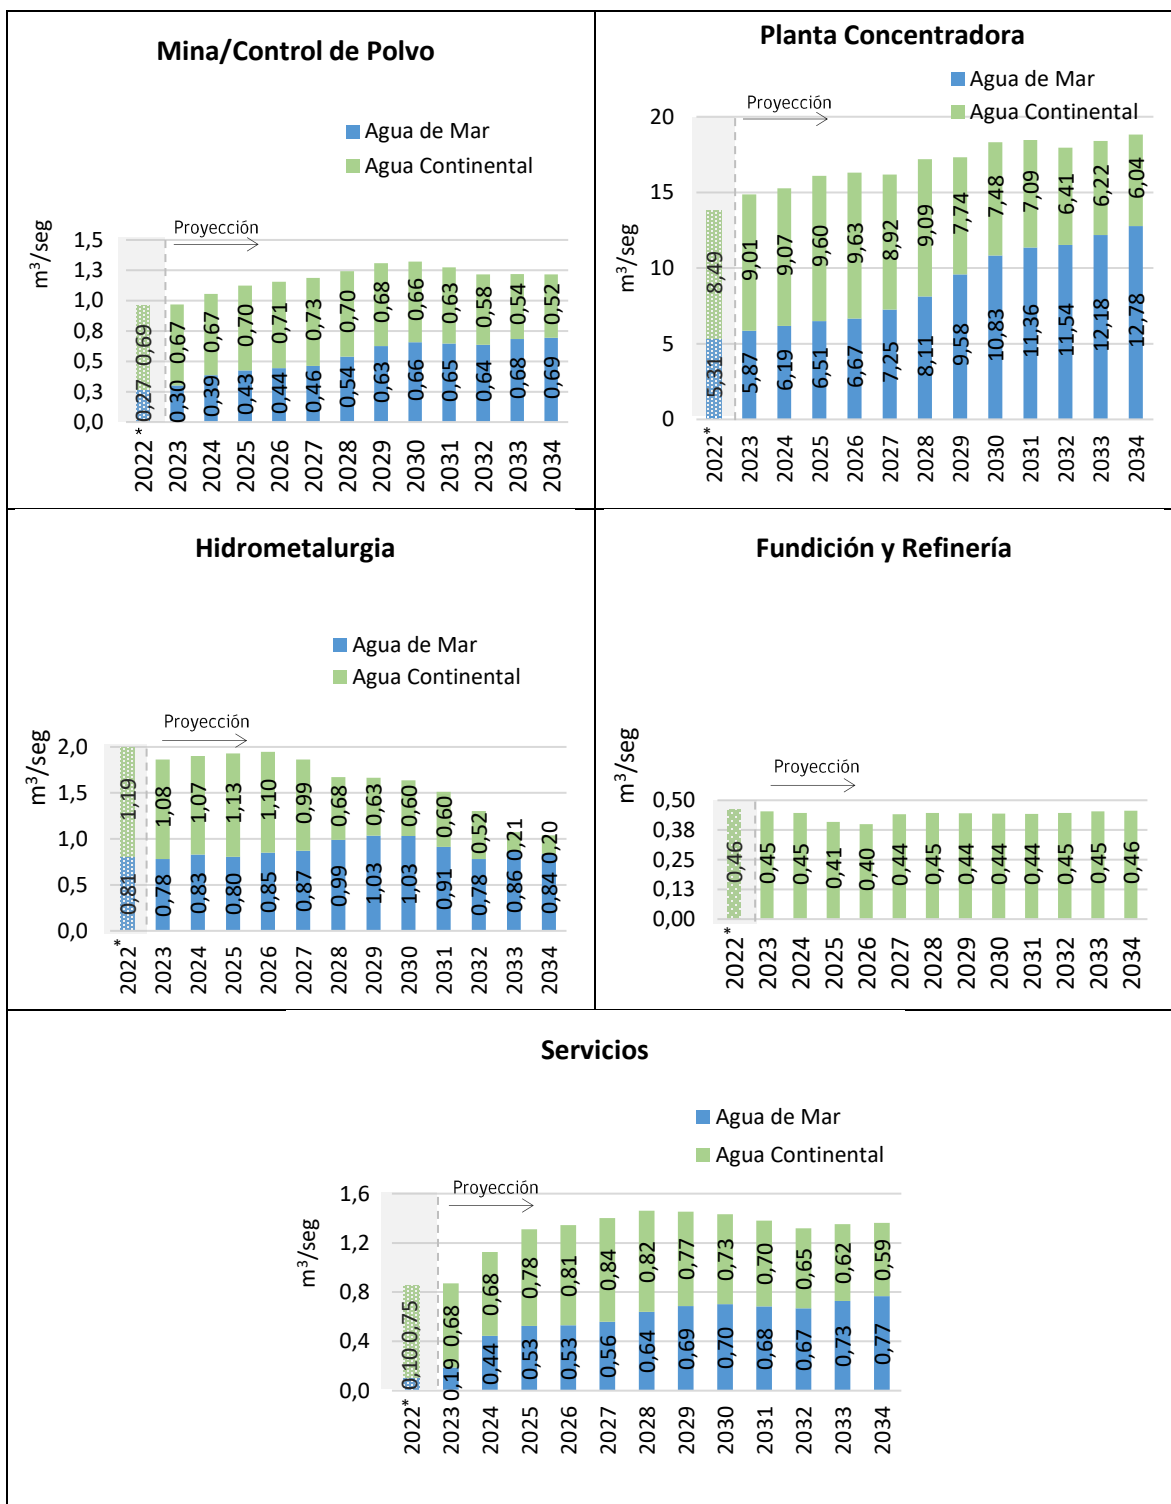 Mina/Control de Polvo
Agua de Mar
Agua Continental
Proyección
m³/seg
1,5
1,3
1,0
0,8
0,5
0,3
0,0
0,69 0,67 0,67 0,70 0,71 0,73 0,70 0,68 0,66 0,63 0,58 0,54 0,52
0,27 0,30 0,39 0,43 0,44 0,46 0,54 0,63 0,66 0,65 0,64 0,68 0,69
2022* 2023 2024 2025 2026 2027 2028 2029 2030 2031 2032 2033 2034
Planta Concentradora
Agua de Mar
Agua Continental
Proyección
m³/seg
20
15
10
5
0
8,49 9,01 9,07 9,60 9,63 8,92 9,09 7,74 7,48 7,09 6,41 6,22 6,04
5,31 5,87 6,19 6,51 6,67 7,25 8,11 9,58 10,83 11,36 11,54 12,18 12,78
2022* 2023 2024 2025 2026 2027 2028 2029 2030 2031 2032 2033 2034
Hidrometalurgia
Agua de Mar
Agua Continental
Proyección
m³/seg
2,0
1,5
1,0
0,5
0,0
1,19 1,08 1,07 1,13 1,10 0,99 0,68 0,63 0,60 0,60 0,52 0,21 0,20
0,81 0,78 0,83 0,80 0,85 0,87 0,99 1,03 1,03 0,91 0,78 0,86 0,84
2022* 2023 2024 2025 2026 2027 2028 2029 2030 2031 2032 2033 2034
Fundición y Refinería
Proyección
m³/seg
0,50
0,38
0,25
0,13
0,00
0,46 0,45 0,45 0,41 0,40 0,44 0,45 0,44 0,44 0,44 0,45 0,45 0,46
2022* 2023 2024 2025 2026 2027 2028 2029 2030 2031 2032 2033 2034
Servicios
Agua de Mar
Agua Continental
Proyección
m³/seg
1,6
1,2
0,8
0,4
0,0
0,75 0,68 0,68 0,78 0,81 0,84 0,82 0,77 0,73 0,70 0,65 0,62 0,59
0,10 0,19 0,44 0,53 0,53 0,56 0,64 0,69 0,70 0,68 0,67 0,73 0,77
2022* 2023 2024 2025 2026 2027 2028 2029 2030 2031 2032 2033 2034